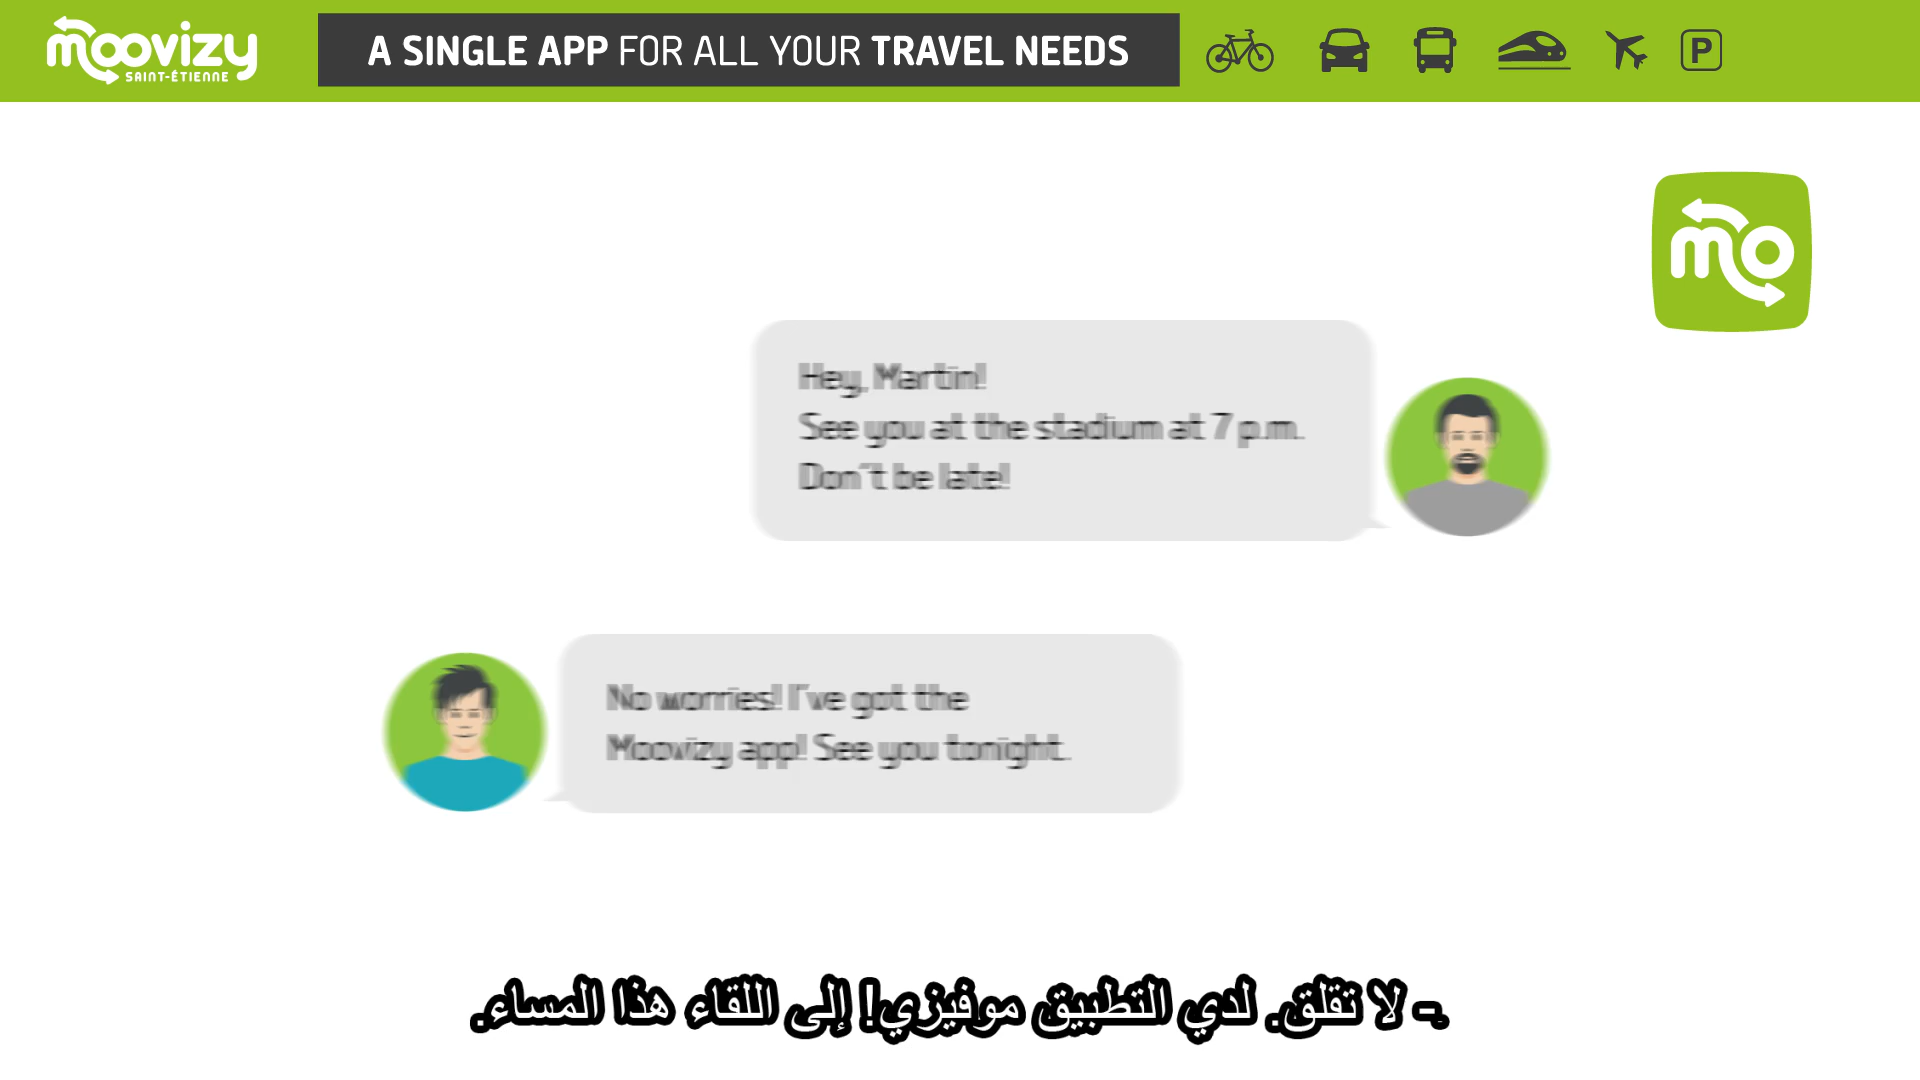 moovizy
SAINT-ÉTIENNE
A SINGLE APP FOR ALL YOUR TRAVEL NEEDS
P
mo
Hey, Martin!
See you at the stadium at 7 p.m.
Don't be late!
No worries! I've got the
Moovizy app! See you tonight.
- لا تقلق. لدي التطبيق موفيزي! إلى اللقاء هذا المساء.